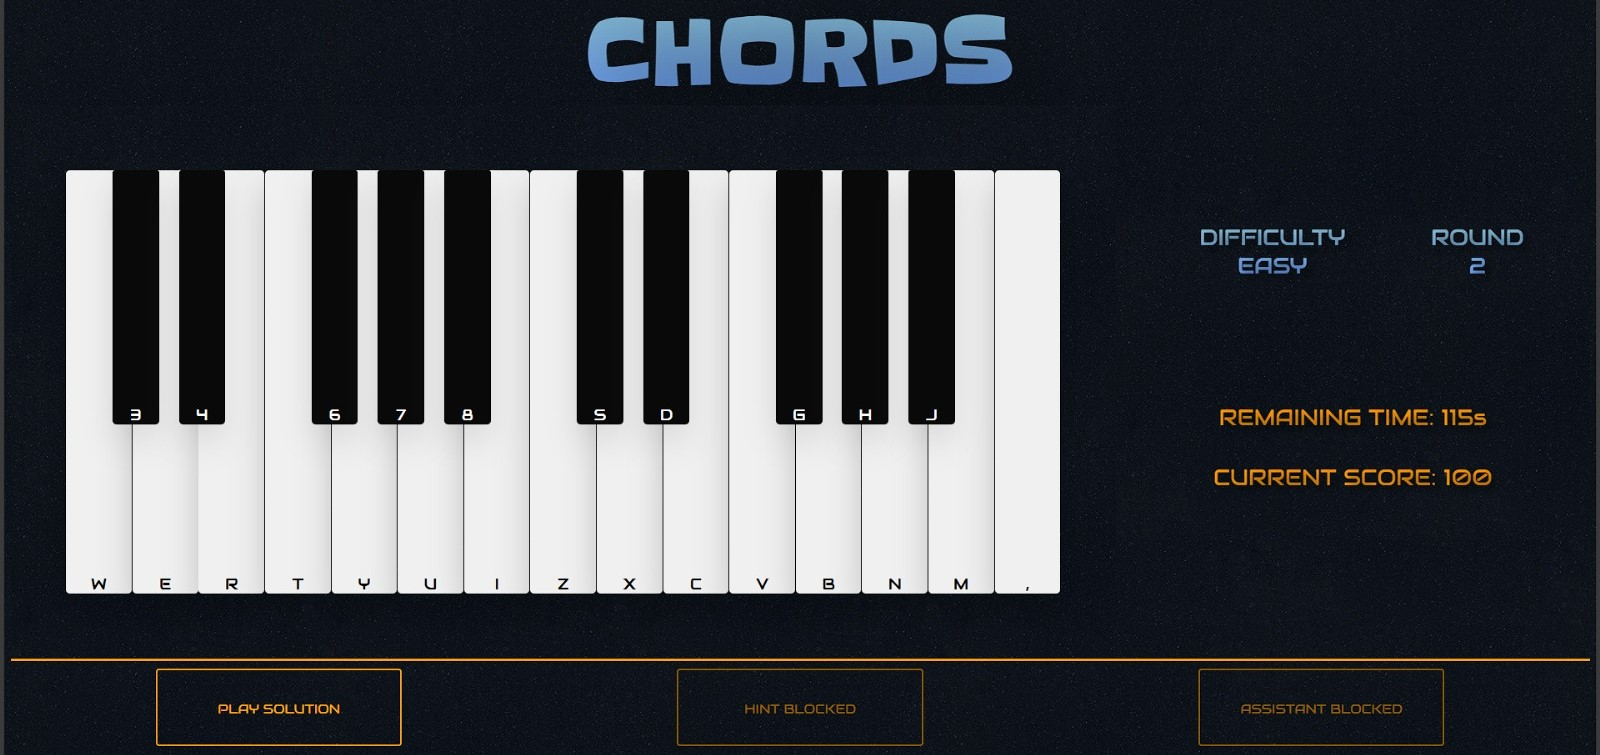 CHORDS
3 4 6 7 8 S D G H J
W E R T Y U I Z X C V B N M ,
DIFFICULTY
EASY
ROUND
2
REMAINING TIME: 115s
CURRENT SCORE: 100
PLAY SOLUTION
HINT BLOCKED
ASSISTANT BLOCKED